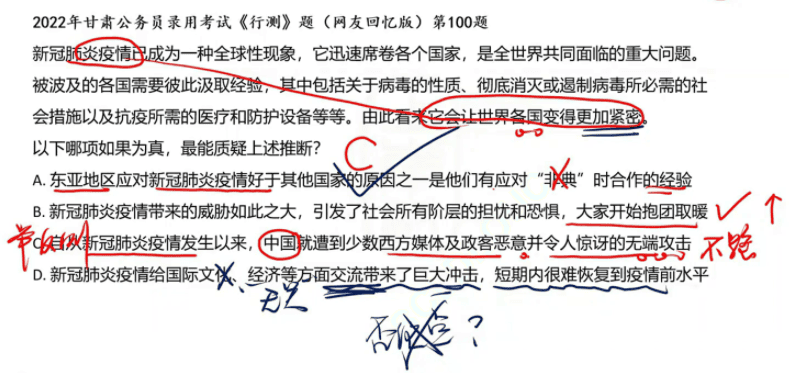 2022年甘肃公务员录用考试《行测》题（网友回忆版）第100题
新冠肺炎疫情已成为一种全球性现象，它迅速席卷各个国家，是全世界共同面临的重大问题。
被波及的各国需要彼此汲取经验，其中包括关于病毒的性质、彻底消灭或遏制病毒所必需的社
会措施以及抗疫所需的医疗和防护设备等等。由此看来它会让世界各国变得更加紧密。
以下哪项如果为真，最能质疑上述推断？
C
A. 东亚地区应对新冠肺炎疫情好于其他国家的原因之一是他们有应对“非典”时合作的经验
B. 新冠肺炎疫情带来的威胁如此之大，引发了社会所有阶层的担忧和恐惧，大家开始抱团取暖
C. 自从新冠肺炎疫情发生以来，中国就遭到少数西方媒体及政客恶意并令人惊讶的无端攻击
D. 新冠肺炎疫情给国际文化、经济等方面交流带来了巨大冲击，短期内很难恢复到疫情前水平
无关
？